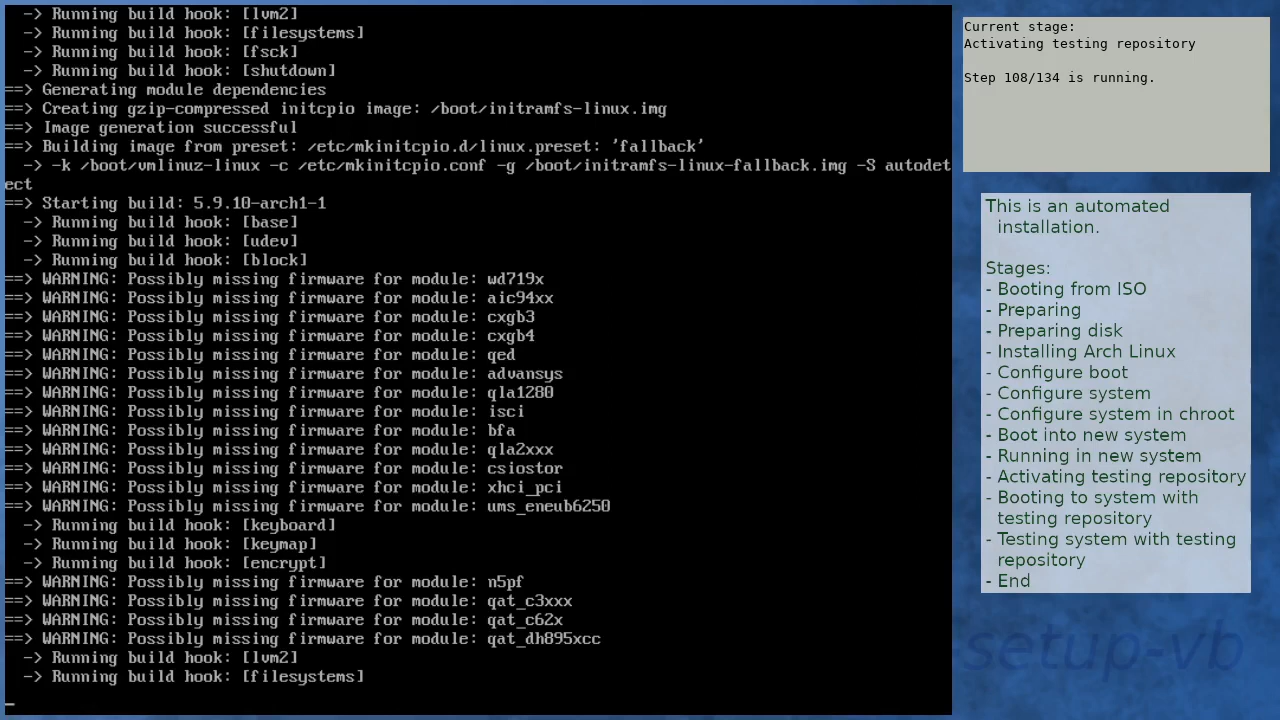 -> Running build hook: [lvm2]
-> Running build hook: [filesystems]
-> Running build hook: [fsck]
-> Running build hook: [shutdown]
==> Generating module dependencies
==> Creating gzip-compressed initcpio image: /boot/initramfs-linux.img
==> Image generation successful
==> Building image from preset: /etc/mkinitcpio.d/linux.preset: 'fallback'
-> -k /boot/vmlinuz-linux -c /etc/mkinitcpio.conf -g /boot/initramfs-linux-fallback.img -S autodet
ect
==> Starting build: 5.9.10-arch1-1
-> Running build hook: [base]
-> Running build hook: [udev]
-> Running build hook: [block]
==> WARNING: Possibly missing firmware for module: wd719x
==> WARNING: Possibly missing firmware for module: aic94xx
==> WARNING: Possibly missing firmware for module: cxgb3
==> WARNING: Possibly missing firmware for module: cxgb4
==> WARNING: Possibly missing firmware for module: qed
==> WARNING: Possibly missing firmware for module: advansys
==> WARNING: Possibly missing firmware for module: qla1280
==> WARNING: Possibly missing firmware for module: isci
==> WARNING: Possibly missing firmware for module: bfa
==> WARNING: Possibly missing firmware for module: qla2xxx
==> WARNING: Possibly missing firmware for module: csiostor
==> WARNING: Possibly missing firmware for module: xhci_pci
==> WARNING: Possibly missing firmware for module: ums_eneub6250
-> Running build hook: [keyboard]
-> Running build hook: [keymap]
-> Running build hook: [encrypt]
==> WARNING: Possibly missing firmware for module: n5pf
==> WARNING: Possibly missing firmware for module: qat_c3xxx
==> WARNING: Possibly missing firmware for module: qat_c62x
==> WARNING: Possibly missing firmware for module: qat_dh895xcc
-> Running build hook: [lvm2]
-> Running build hook: [filesystems]
_
Current stage:
Activating testing repository
Step 108/134 is running.
This is an automated
installation.
Stages:
- Booting from ISO
- Preparing
- Preparing disk
- Installing Arch Linux
- Configure boot
- Configure system
- Configure system in chroot
- Boot into new system
- Running in new system
- Activating testing repository
- Booting to system with
testing repository
- Testing system with testing
repository
- End
setup-vb